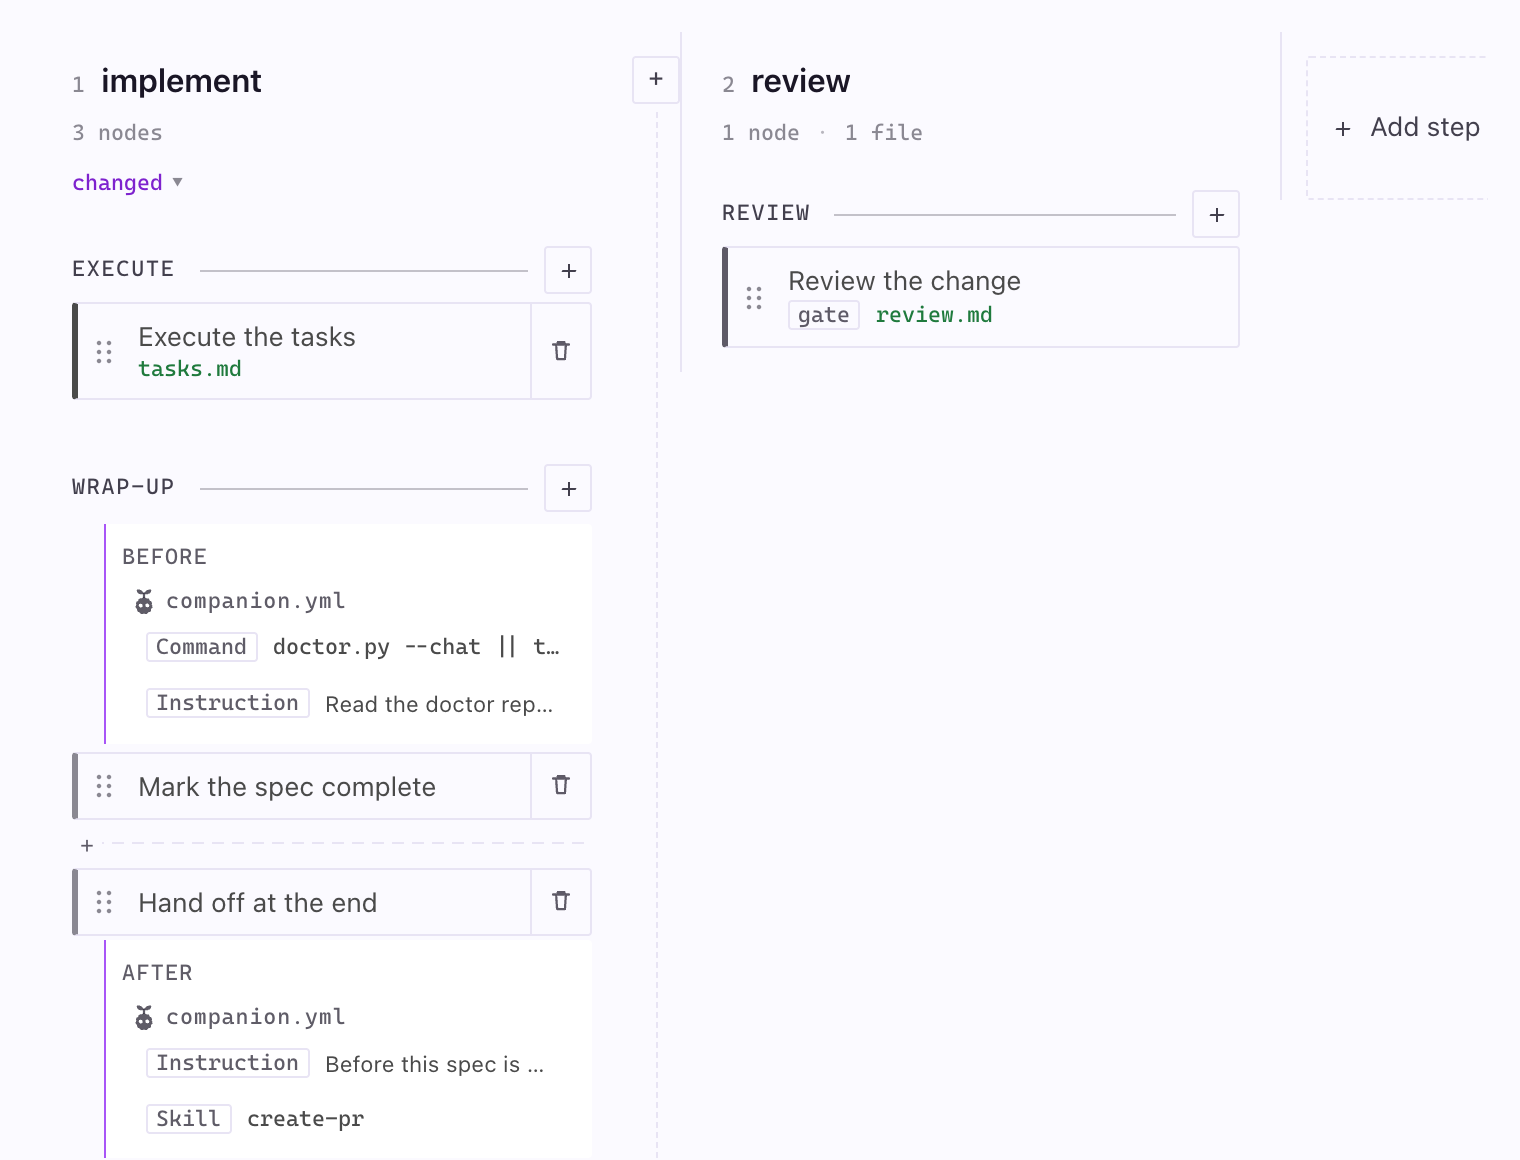 1 implement
3 nodes
changed ▼
EXECUTE
+
Execute the tasks
tasks.md
WRAP-UP
+
BEFORE
companion.yml
Command doctor.py --chat || t…
Instruction Read the doctor rep…
Mark the spec complete
+
Hand off at the end
AFTER
companion.yml
Instruction Before this spec is …
Skill create-pr
+
2 review
1 node · 1 file
REVIEW
+
Review the change
gate review.md
+ Add step